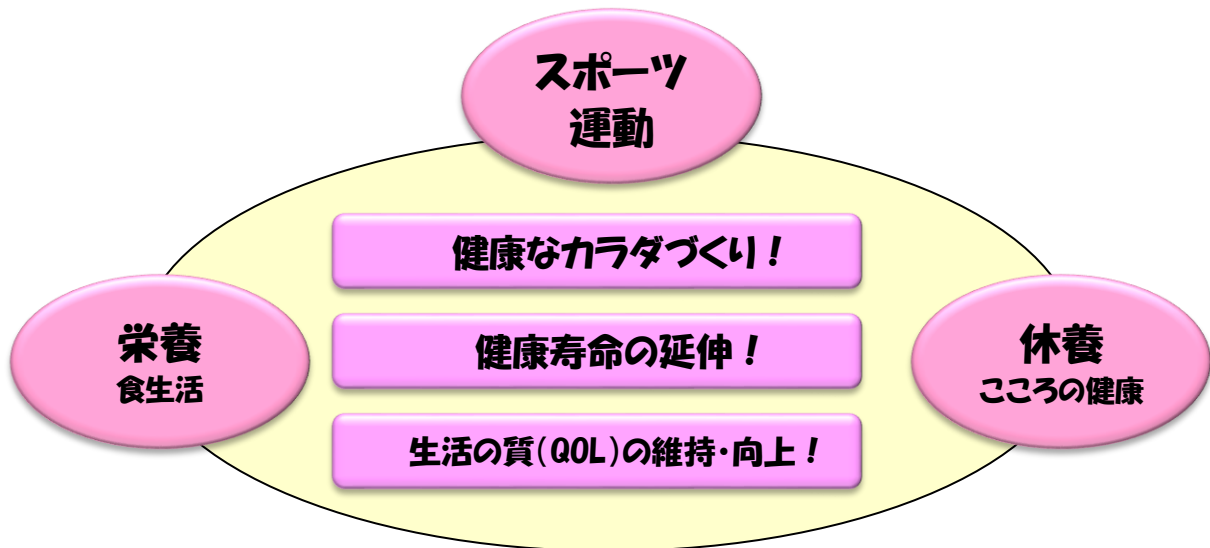 スポーツ
運動
健康なカラダづくり！
栄養
食生活
健康寿命の延伸！
休養
こころの健康
生活の質（QOL）の維持・向上！